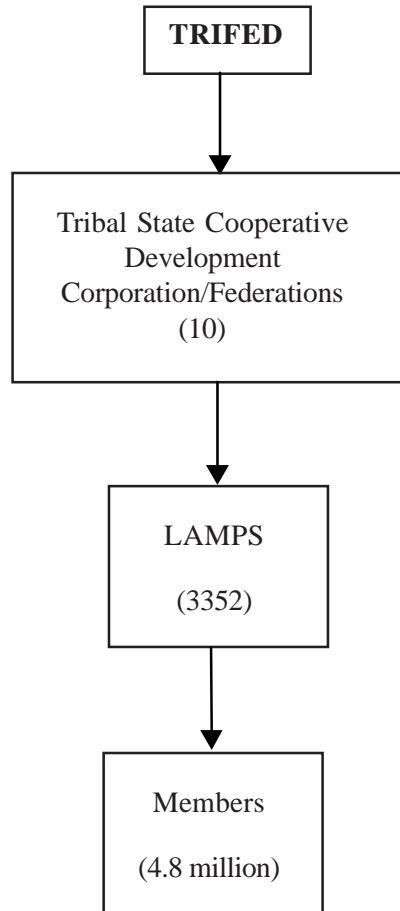 TRIFED
Tribal State Cooperative
Development
Corporation/Federations
(10)
LAMPS
(3352)
Members
(4.8 million)